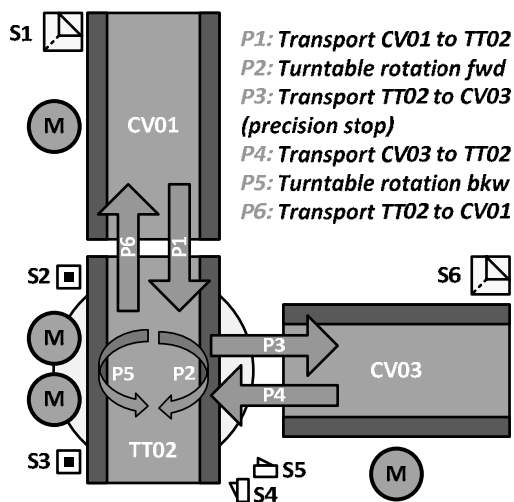 S1
P1: Transport CV01 to TT02
P2: Turntable rotation fwd
P3: Transport TT02 to CV03
(precision stop)
P4: Transport CV03 to TT02
P5: Turntable rotation bkw
P6: Transport TT02 to CV01
M
CV01
P6
P1
S2
S6
M
P3
P5
P2
CV03
M
P4
TT02
S3
S5
S4
M